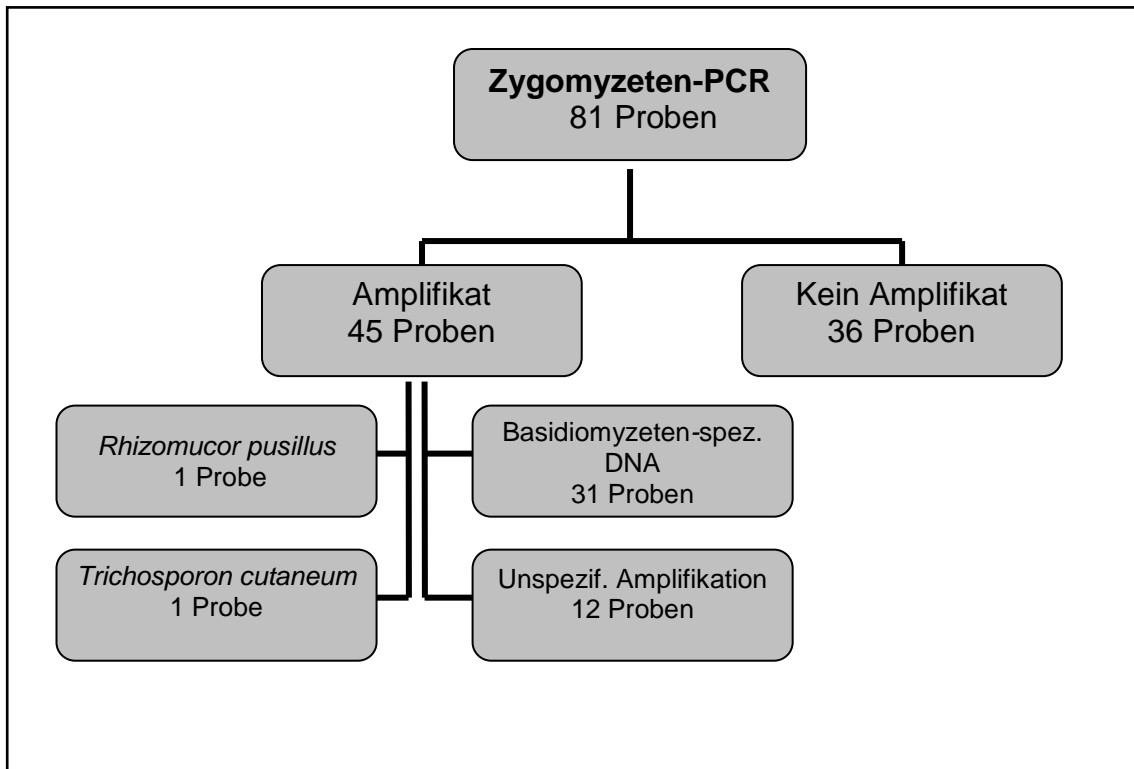 Zygomyzeten-PCR
81 Proben
Amplifikat
45 Proben
Kein Amplifikat
36 Proben
Rhizomucor pusillus
1 Probe
Basidiomyzeten-spez.
DNA
31 Proben
Trichosporon cutaneum
1 Probe
Unspezif. Amplifikation
12 Proben